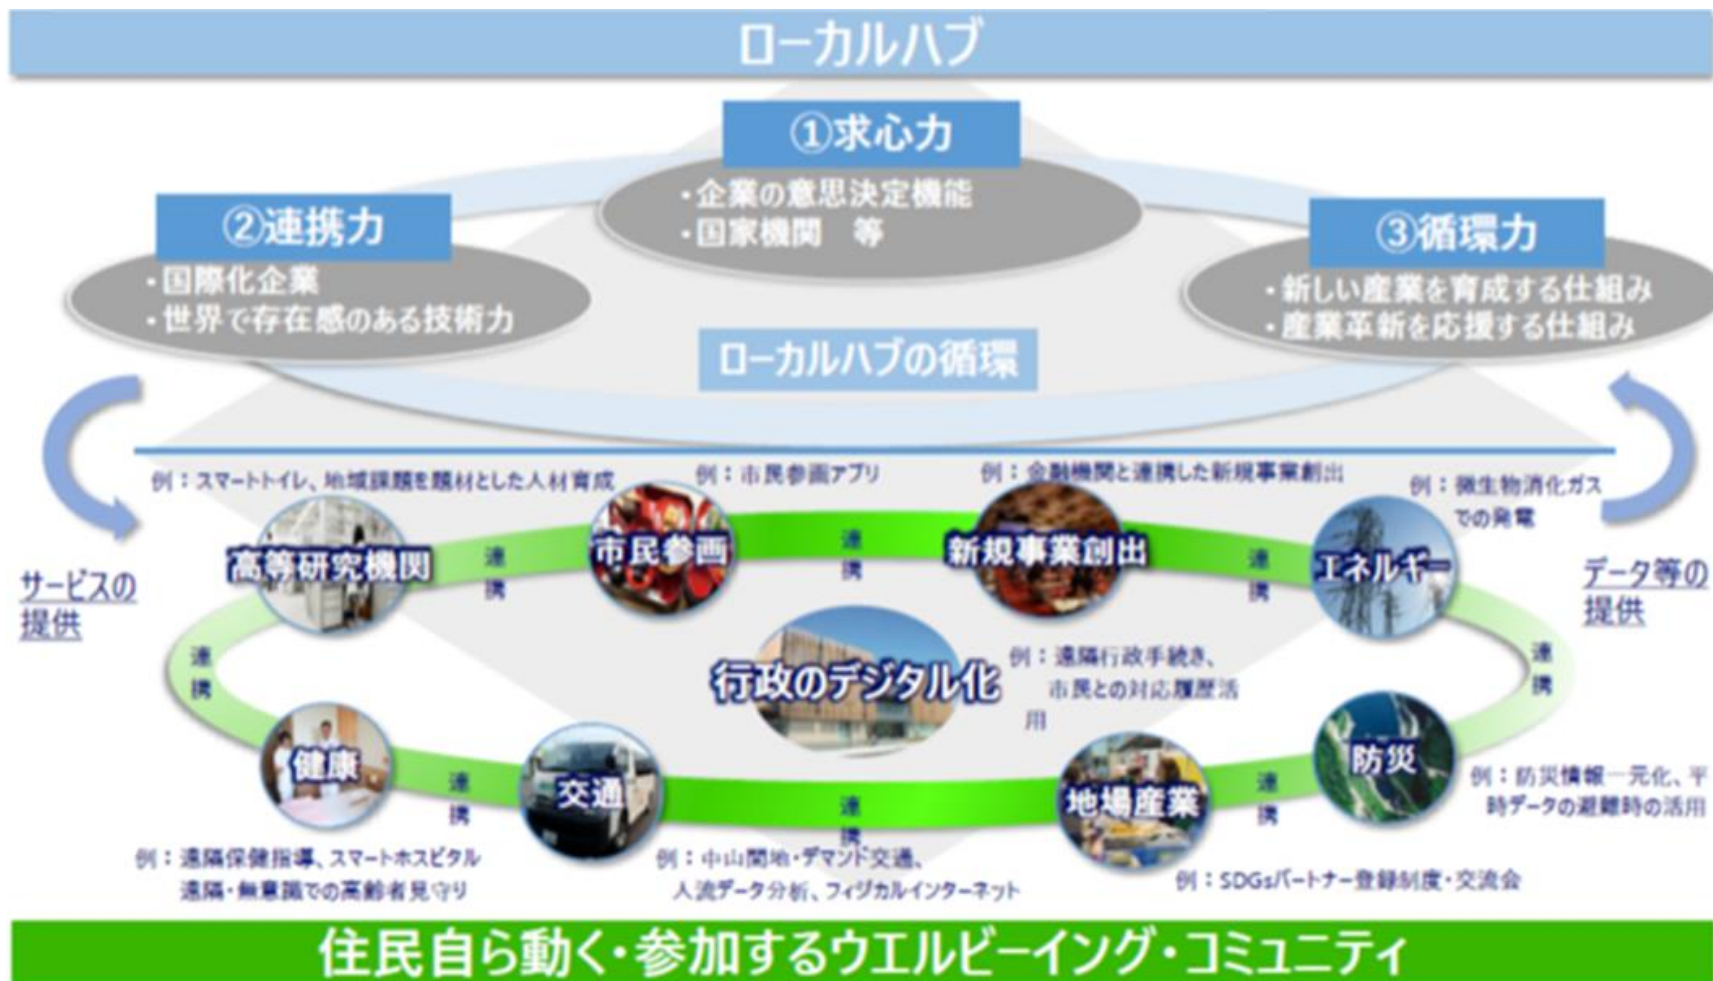 ローカルハブ
①求心力
・企業の意思決定機能
・国家機関　等
②連携力
・国際化企業
・世界で存在感のある技術力
③循環力
・新しい産業を育成する仕組み
・産業革新を応援する仕組み
ローカルハブの循環
例：スマートトイレ、地域課題を題材とした人材育成
例：市民参画アプリ
例：金融機関と連携した新規事業創出
例：微生物消化ガス
での発電
高等研究機関
連携
市民参画
連携
新規事業創出
連携
エネルギー
サービスの
提供
データ等の
提供
連携
行政のデジタル化
例：遠隔行政手続き、
市民との対応履歴活
用
連携
健康
連携
交通
連携
地場産業
連携
防災
例：防災情報一元化、平
時データの避難時の活用
例：遠隔保健指導、スマートホスピタル
遠隔・無意識での高齢者見守り
例：中山間地・デマンド交通、
人流データ分析、フィジカルインターネット
例：SDGsパートナー登録制度・交流会
住民自ら動く・参加するウエルビーイング・コミュニティ